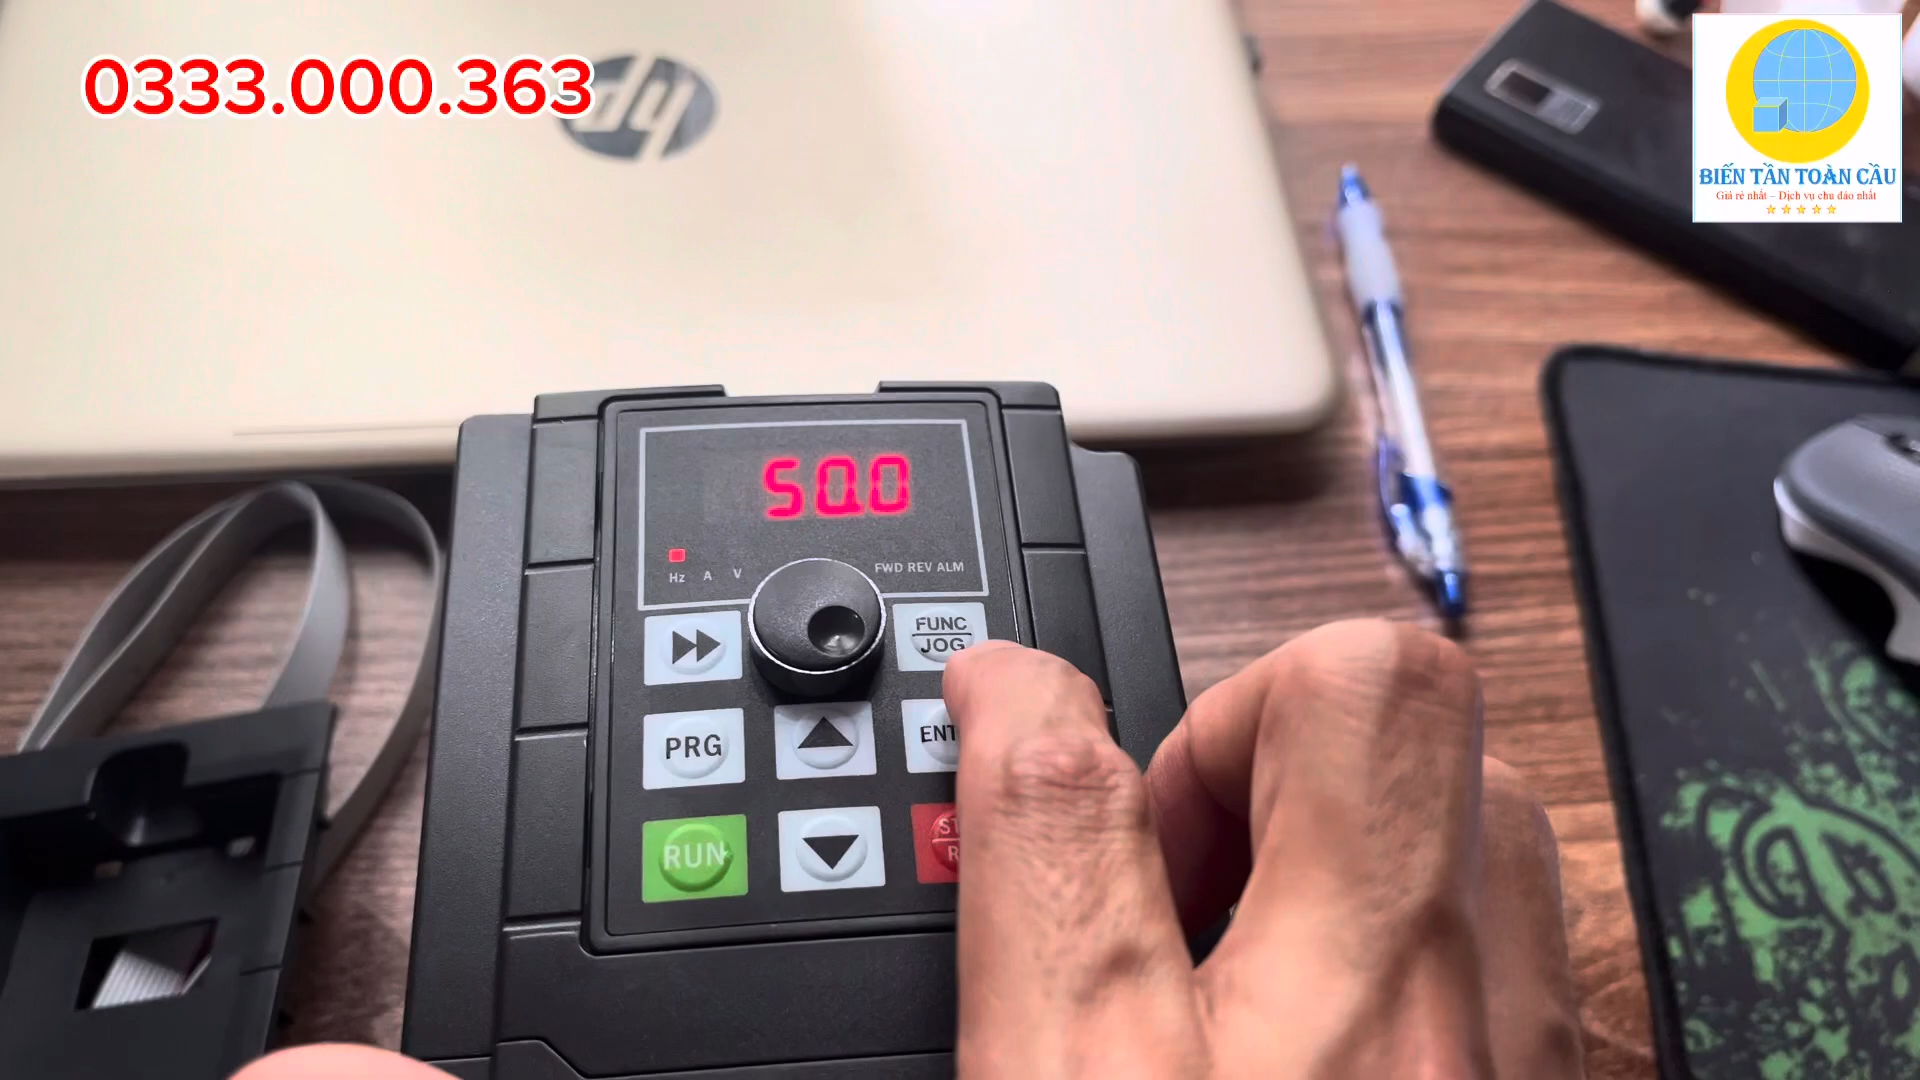 0333.000.363
hp
BIẾN TẦN TOÀN CẦU
Giá rẻ nhất – Dịch vụ chu đáo nhất
50.0
Hz A V
FWD REV ALM
FUNC
JOG
PRG
ENT
RUN
ST
R